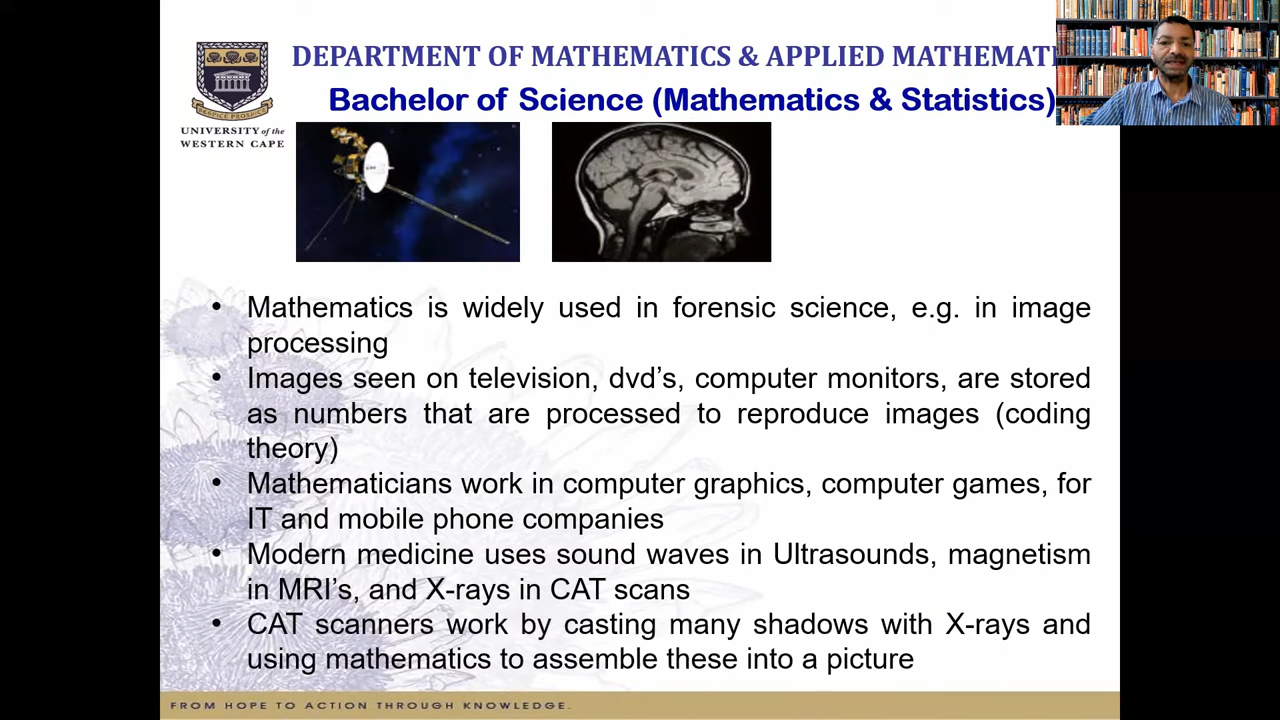 DEPARTMENT OF MATHEMATICS & APPLIED MATHEMATI
Bachelor of Science (Mathematics & Statistics)
UNIVERSITY of the
WESTERN CAPE
• Mathematics is widely used in forensic science, e.g. in image
processing
• Images seen on television, dvd's, computer monitors, are stored
as numbers that are processed to reproduce images (coding
theory)
• Mathematicians work in computer graphics, computer games, for
IT and mobile phone companies
• Modern medicine uses sound waves in Ultrasounds, magnetism
in MRI's, and X-rays in CAT scans
• CAT scanners work by casting many shadows with X-rays and
using mathematics to assemble these into a picture
FROM HOPE TO ACTION THROUGH KNOWLEDGE.